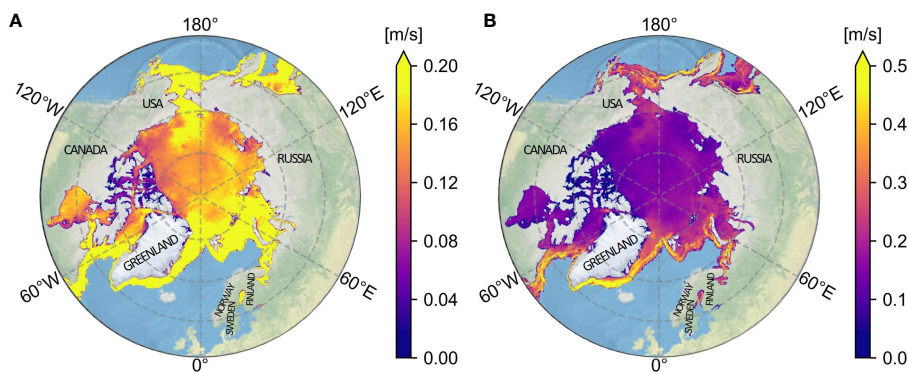 A
180°
[m/s]
120°W
120°E
USA
CANADA
RUSSIA
GREENLAND
NORWAY
SWEDEN
FINLAND
60°W
60°E
0°
0.20
0.16
0.12
0.08
0.04
0.00
B
180°
[m/s]
120°W
120°E
USA
CANADA
RUSSIA
GREENLAND
NORWAY
SWEDEN
FINLAND
60°W
60°E
0°
0.5
0.4
0.3
0.2
0.1
0.0